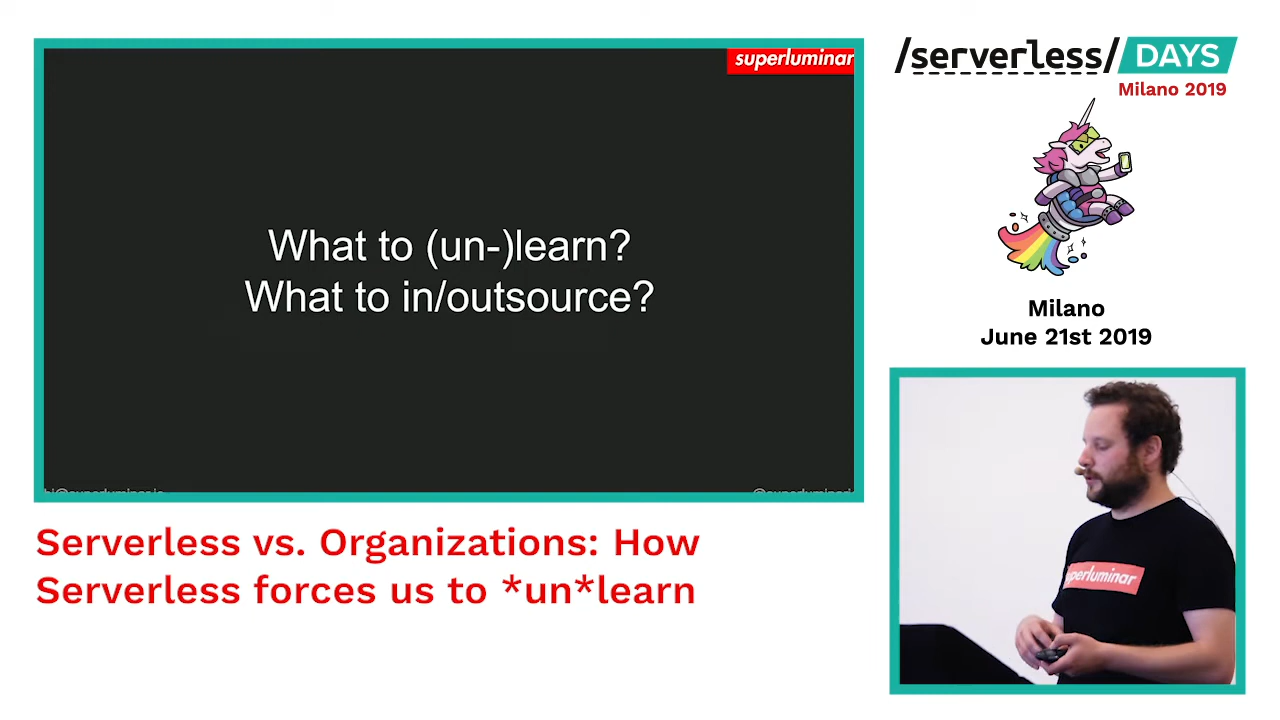 superluminar
What to (un-)learn?
What to in/outsource?
/serverless/ DAYS
Milano 2019
Milano
June 21st 2019
superluminar
Serverless vs. Organizations: How
Serverless forces us to *un*learn